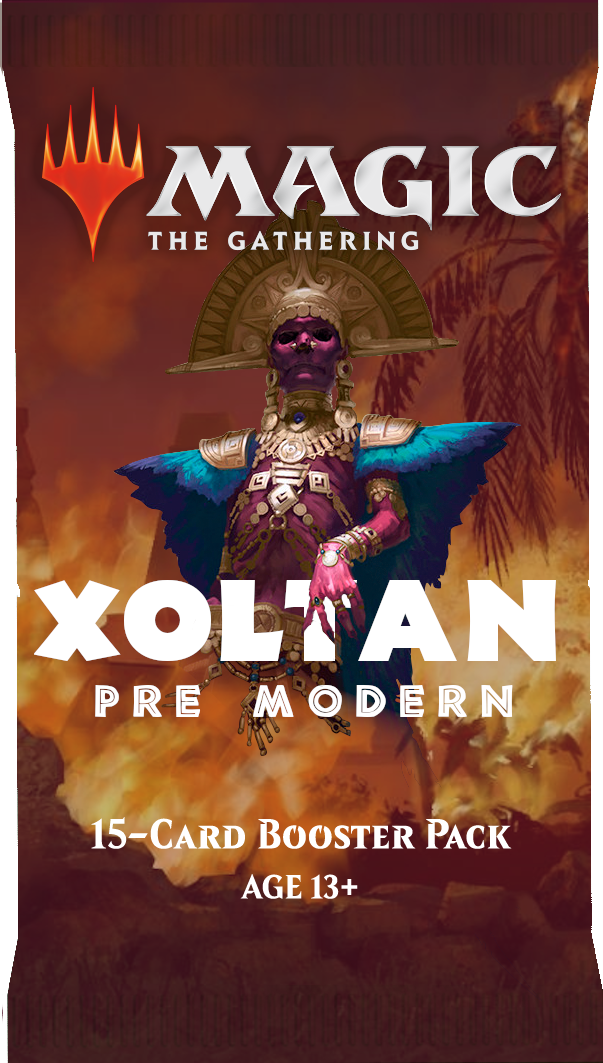 MAGIC
THE GATHERING
XOLTAN
PRE MODERN
15-CARD BOOSTER PACK
AGE 13+